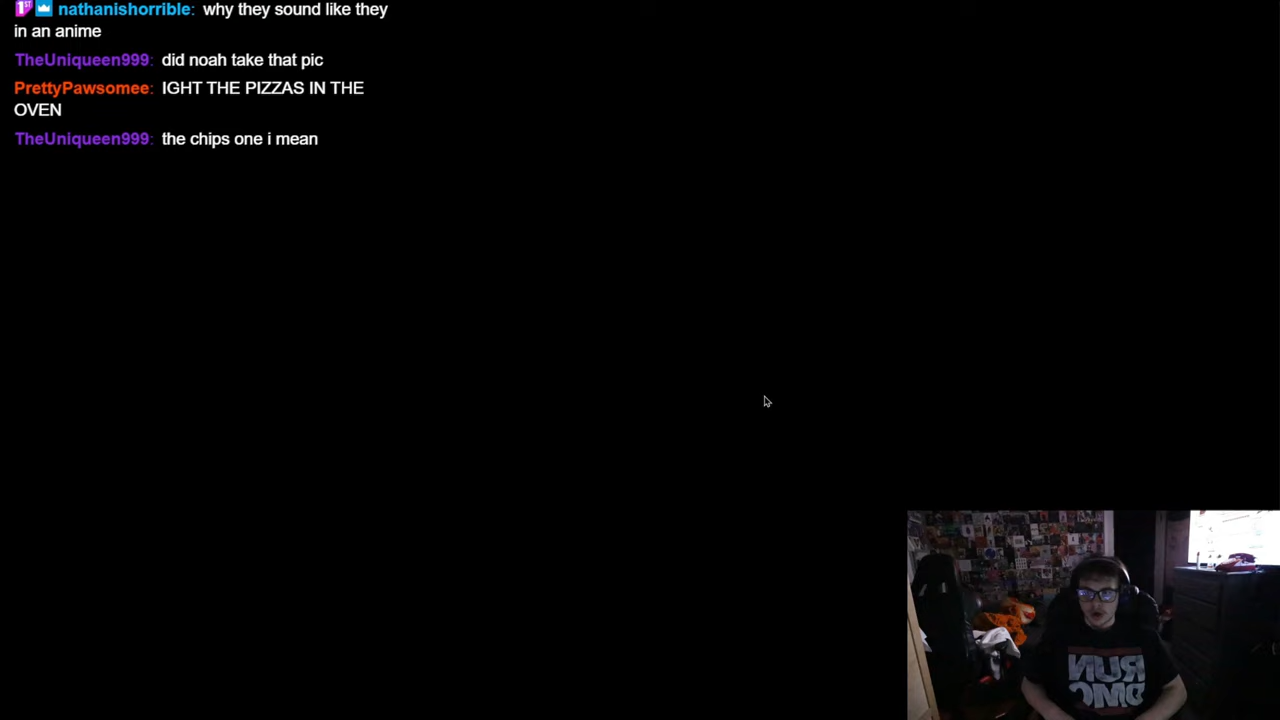 1ST nathanishorrible: why they sound like they
in an anime
TheUniqueen999: did noah take that pic
PrettyPawsomee: IGHT THE PIZZAS IN THE
OVEN
TheUniqueen999: the chips one i mean
RUN
DMC